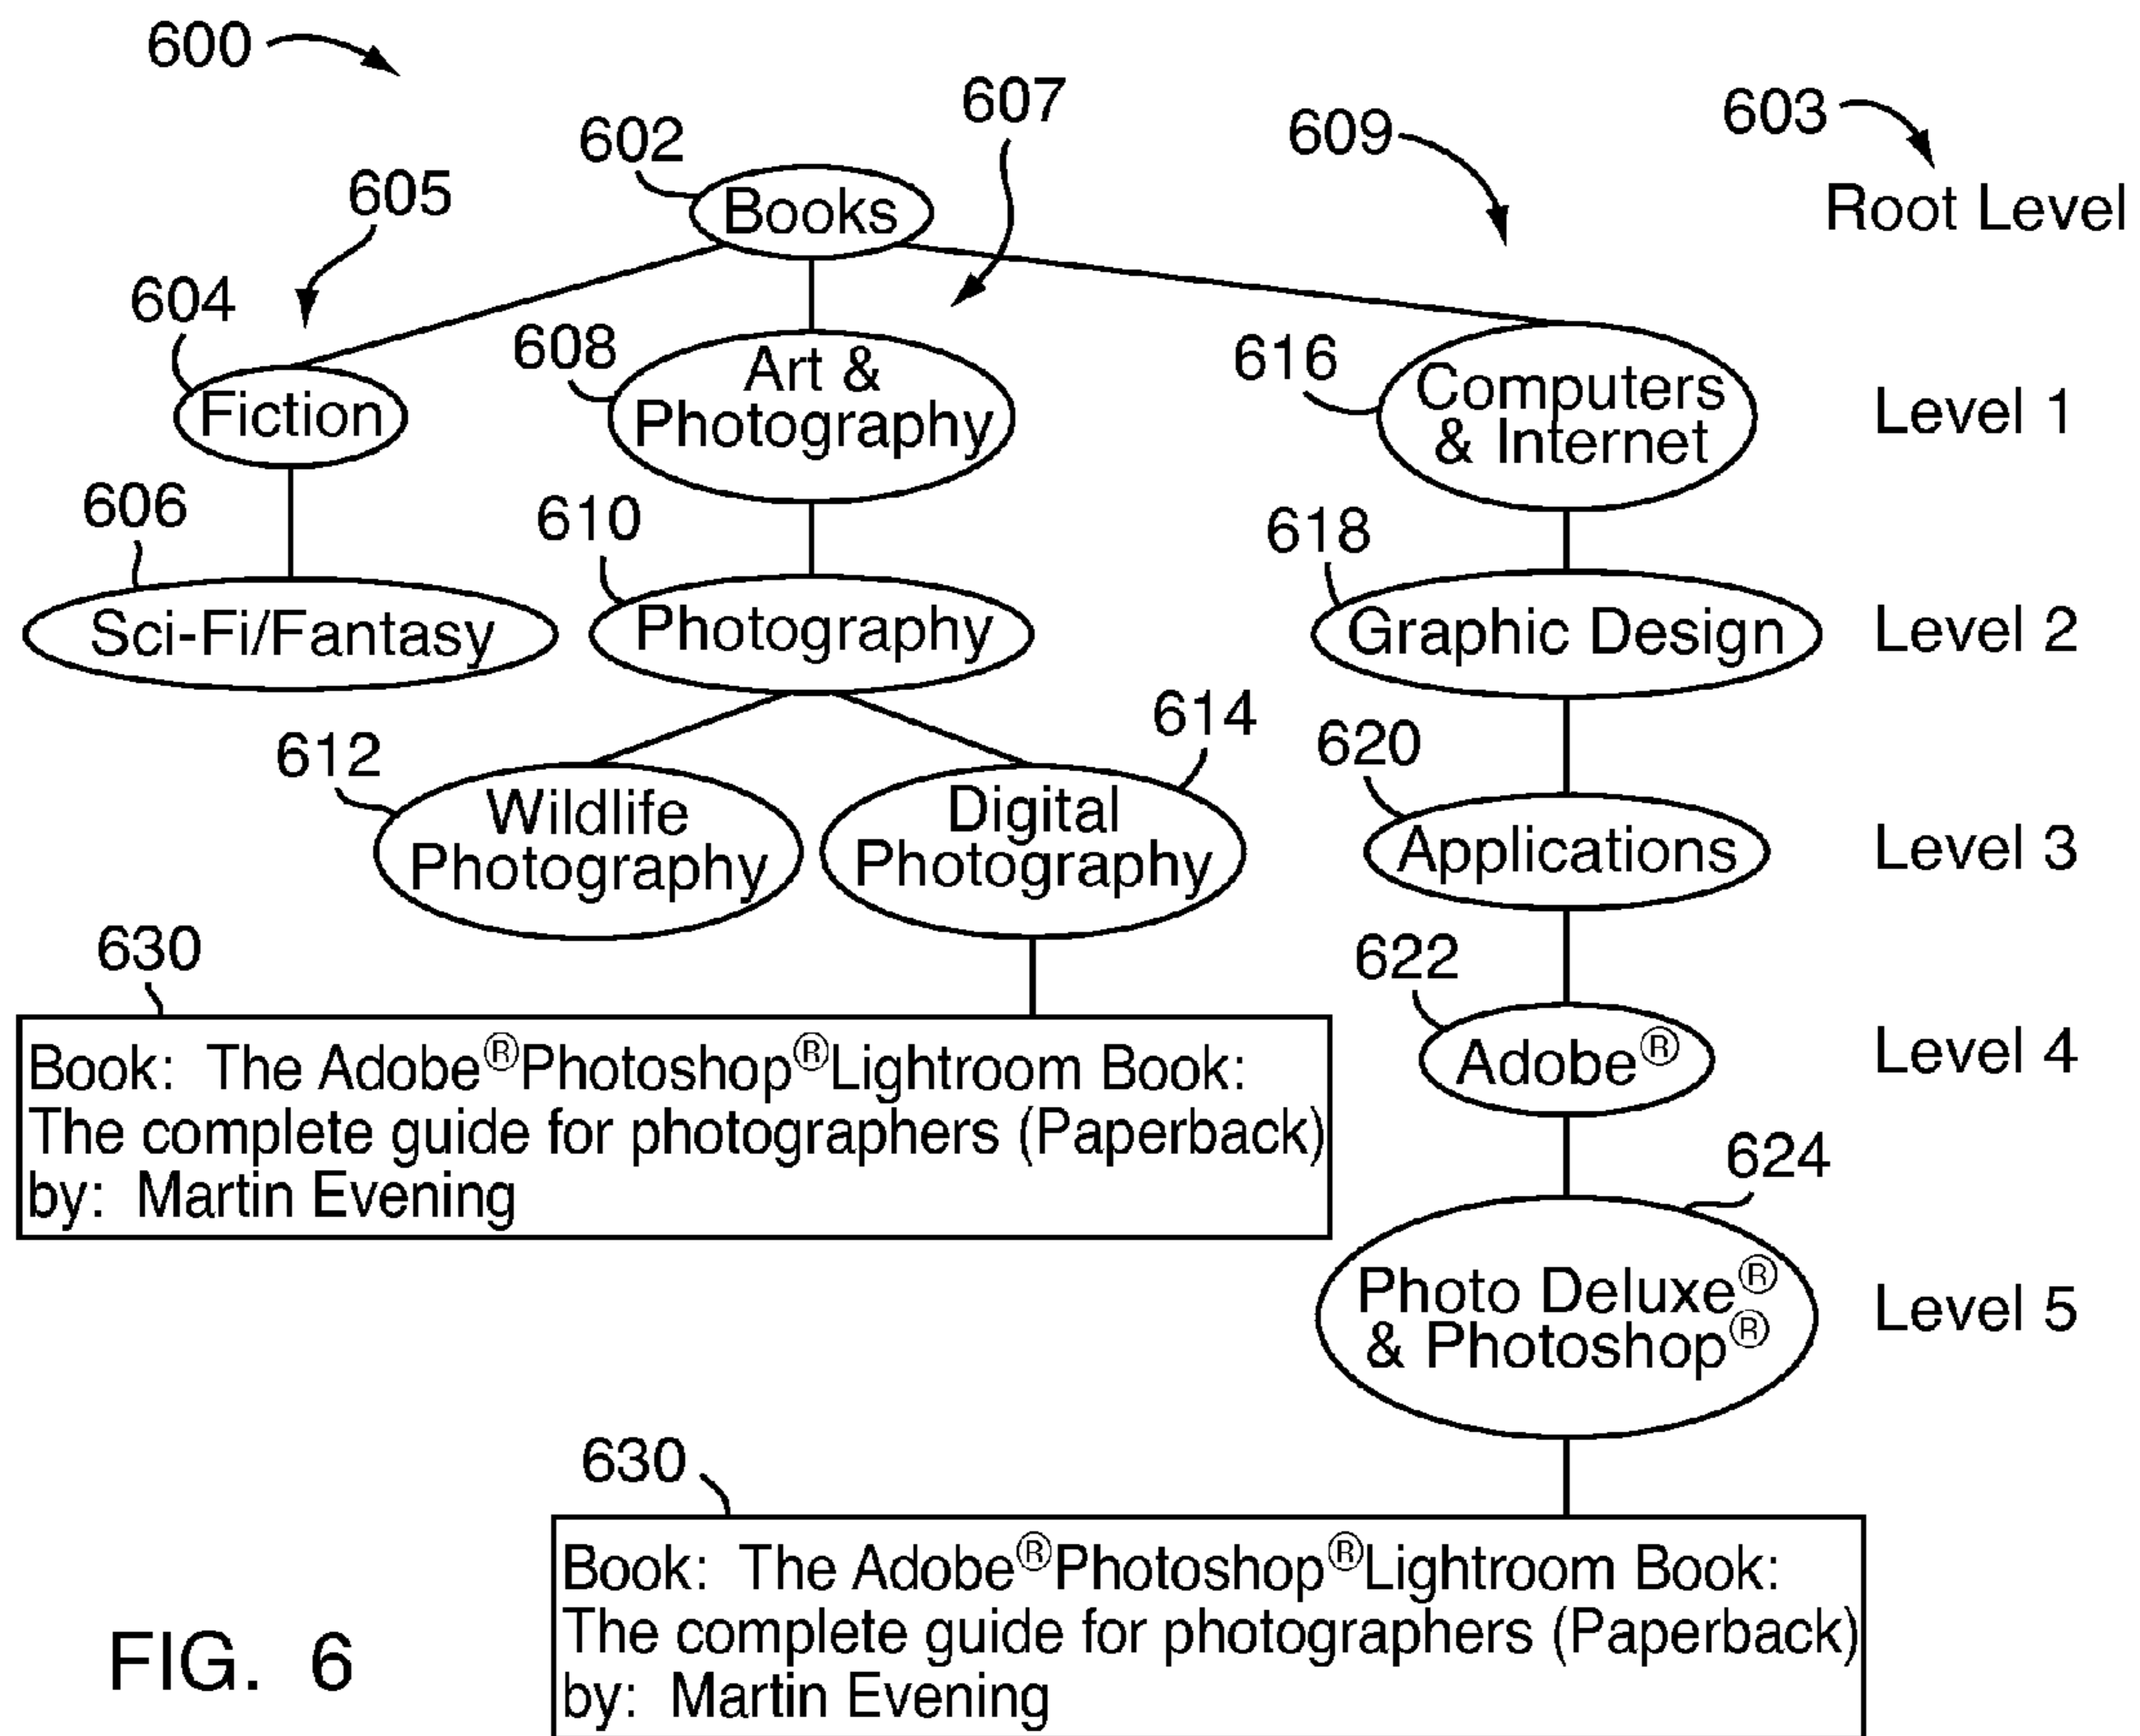 600
607
603
609
602
605
Books
Root Level
604
608
616
Art &
Photography
Computers
& Internet
Fiction
Level 1
606
610
618
Sci-Fi/Fantasy
Photography
Graphic Design
Level 2
614
612
620
Wildlife
Photography
Digital
Photography
Applications
Level 3
630
622
Book: The Adobe®Photoshop®Lightroom Book:
The complete guide for photographers (Paperback)
by: Martin Evening
Adobe®
Level 4
624
Photo Deluxe®
& Photoshop®
Level 5
630
Book: The Adobe®Photoshop®Lightroom Book:
The complete guide for photographers (Paperback)
by: Martin Evening
FIG. 6